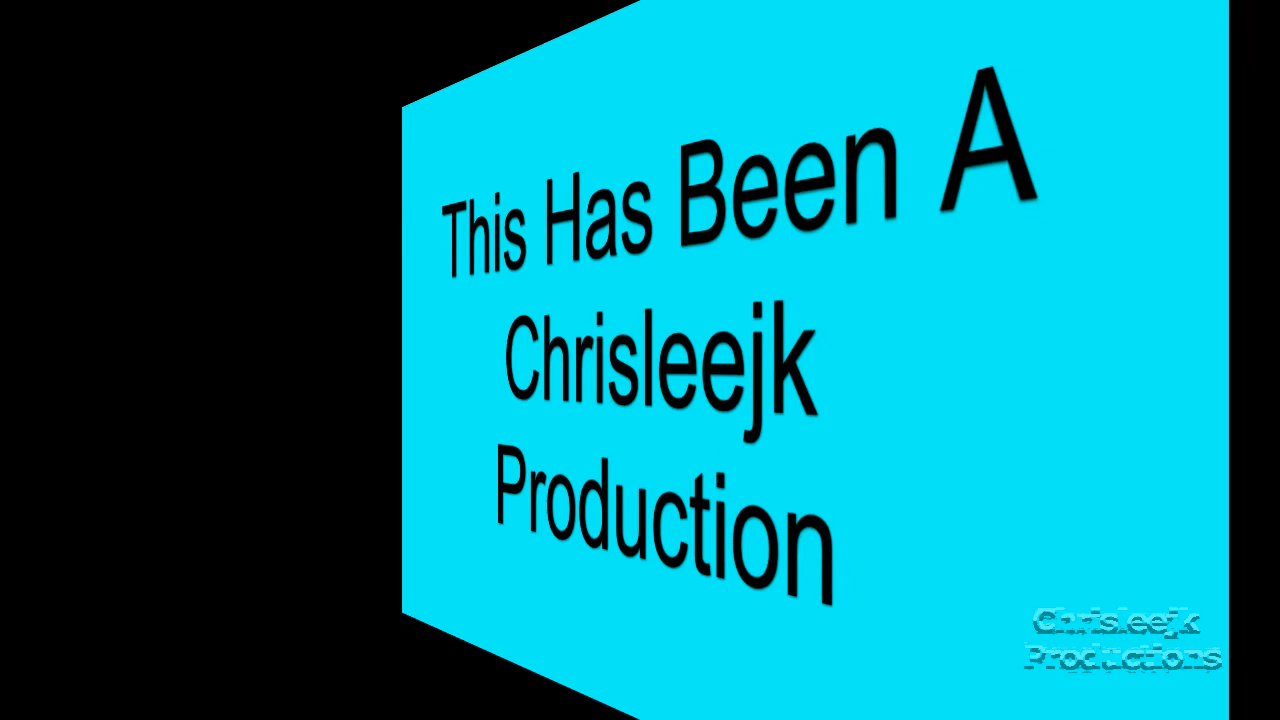 This Has Been A
Chrisleejk
Production
Chrisleejk
Productions